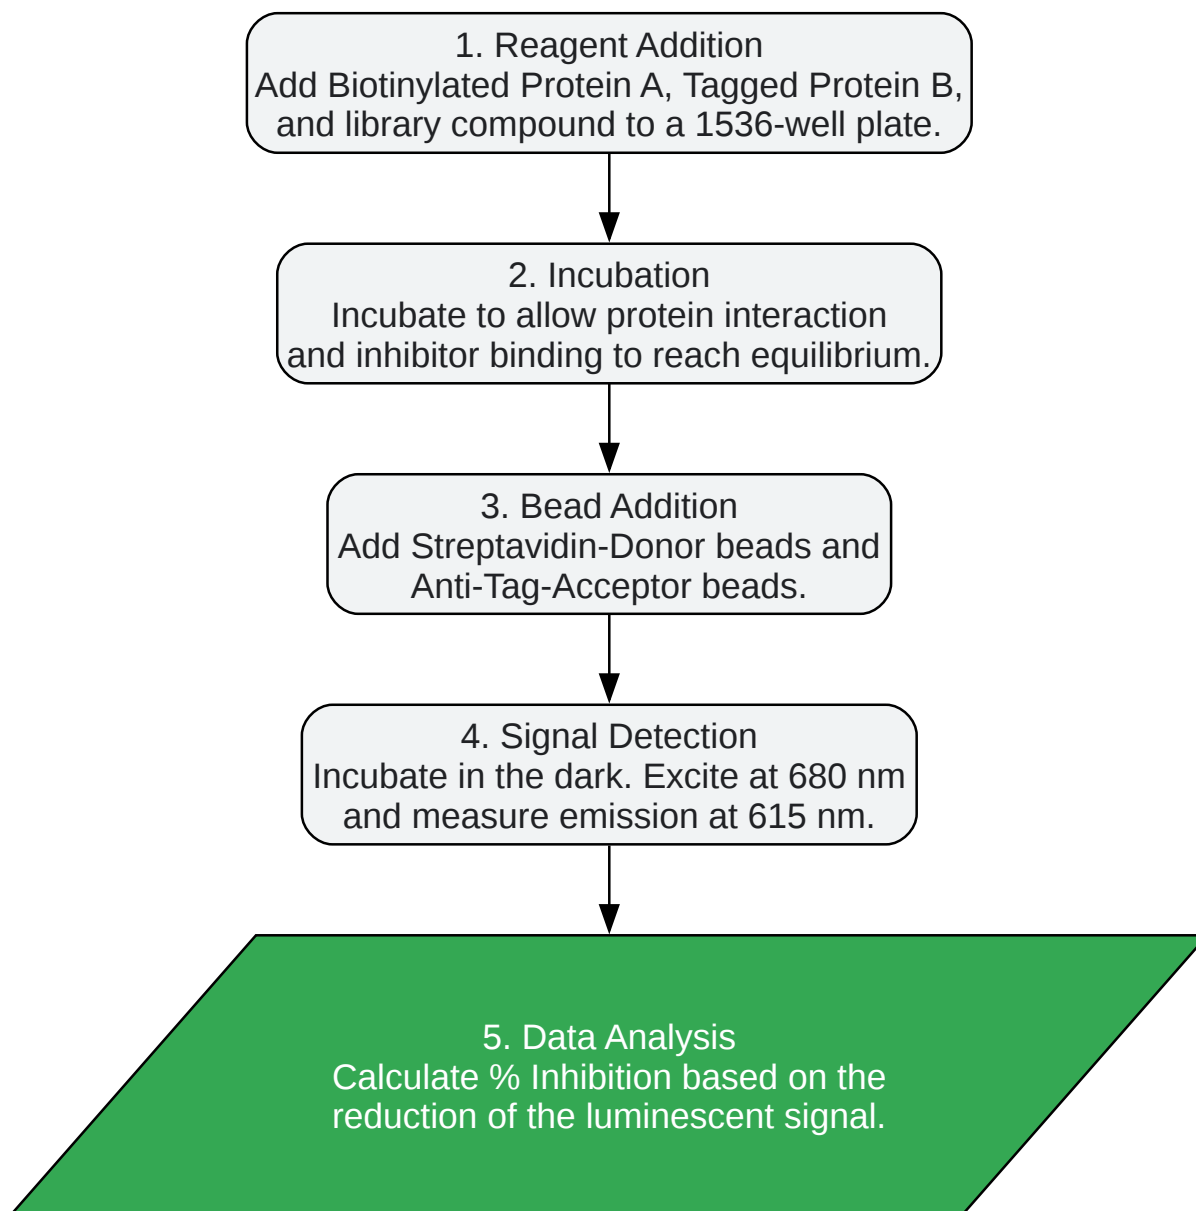 1. Reagent Addition
Add Biotinylated Protein A, Tagged Protein B,
and library compound to a 1536-well plate.
2. Incubation
Incubate to allow protein interaction
and inhibitor binding to reach equilibrium.
3. Bead Addition
Add Streptavidin-Donor beads and
Anti-Tag-Acceptor beads.
4. Signal Detection
Incubate in the dark. Excite at 680 nm
and measure emission at 615 nm.
5. Data Analysis
Calculate % Inhibition based on the
reduction of the luminescent signal.